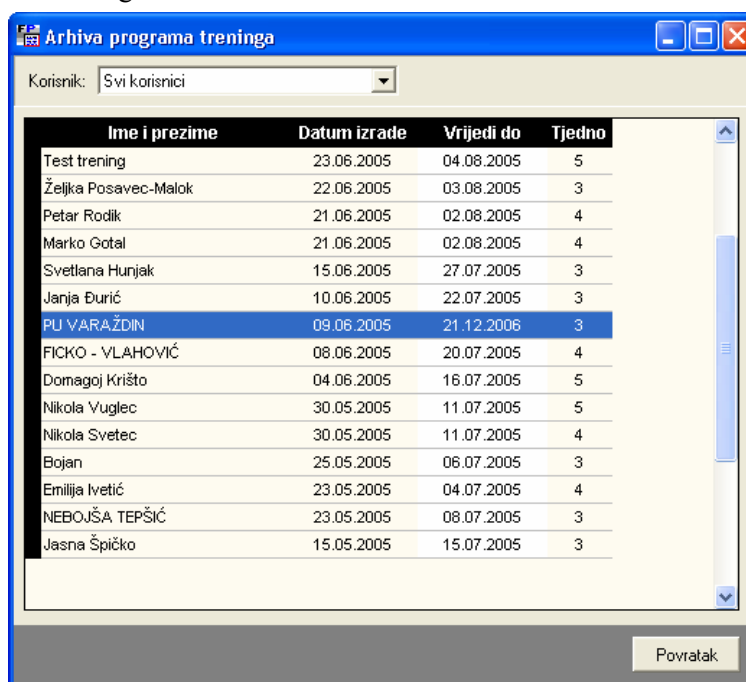 Arhiva programa treninga
Korisnik: Svi korisnici
Ime i prezime Datum izrade Vrijedi do Tjedno
Test trening 23.06.2005 04.08.2005 5
Željka Posavec-Malok 22.06.2005 03.08.2005 3
Petar Rodik 21.06.2005 02.08.2005 4
Marko Gotal 21.06.2005 02.08.2005 4
Svetlana Hunjak 15.06.2005 27.07.2005 3
Janja Đurić 10.06.2005 22.07.2005 3
PU VARAŽDIN 09.06.2005 21.12.2006 3
FICKO - VLAHOVIĆ 08.06.2005 20.07.2005 4
Domagoj Krišto 04.06.2005 16.07.2005 5
Nikola Vuglec 30.05.2005 11.07.2005 5
Nikola Svetec 30.05.2005 11.07.2005 4
Bojan 25.05.2005 06.07.2005 3
Emilija Ivetić 23.05.2005 04.07.2005 4
NEBOJŠA TEPŠIĆ 23.05.2005 08.07.2005 3
Jasna Špičko 15.05.2005 15.07.2005 3
Povratak